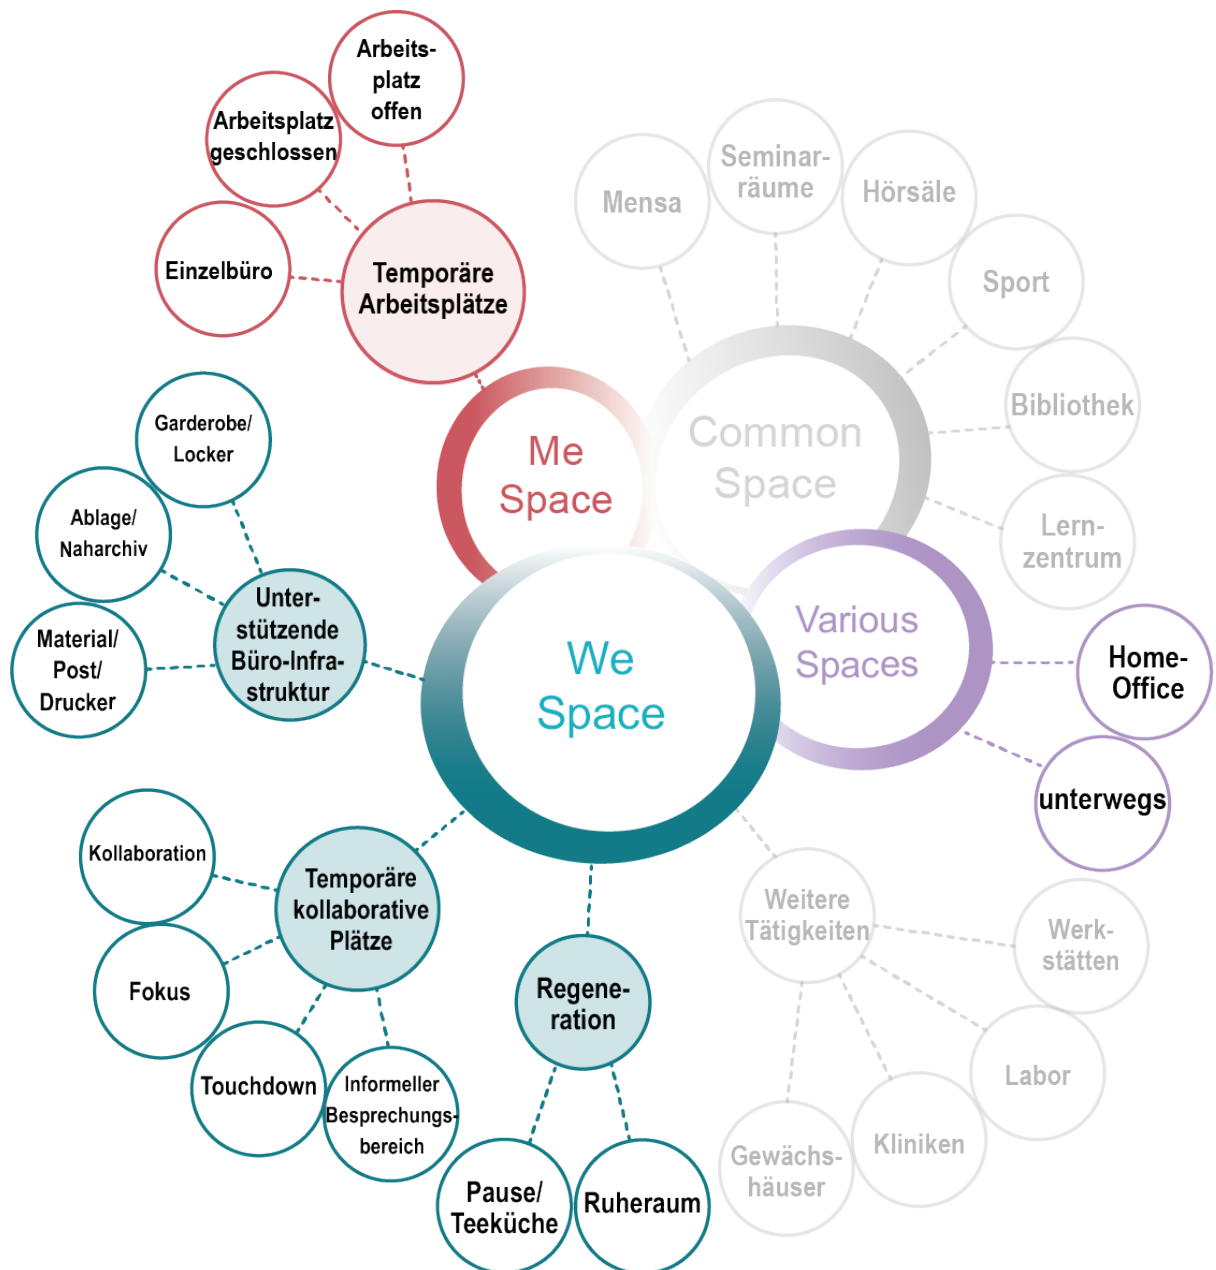 Arbeits-
platz
offen
Arbeitsplatz
geschlossen
Einzelbüro
Temporäre
Arbeitsplätze
Mensa
Seminar-
räume
Hörsäle
Sport
Bibliothek
Lern-
zentrum
Common
Space
Me
Space
Garderobe/
Locker
Ablage/
Naharchiv
Material/
Post/
Drucker
Unter-
stützende
Büro-Infra-
struktur
We
Space
Various
Spaces
Home-
Office
unterwegs
Kollaboration
Fokus
Touchdown
Informeller
Besprechungs-
bereich
Temporäre
kollaborative
Plätze
Regene-
ration
Pause/
Teeküche
Ruheraum
Weitere
Tätigkeiten
Werk-
stätten
Labor
Kliniken
Gewächs-
häuser